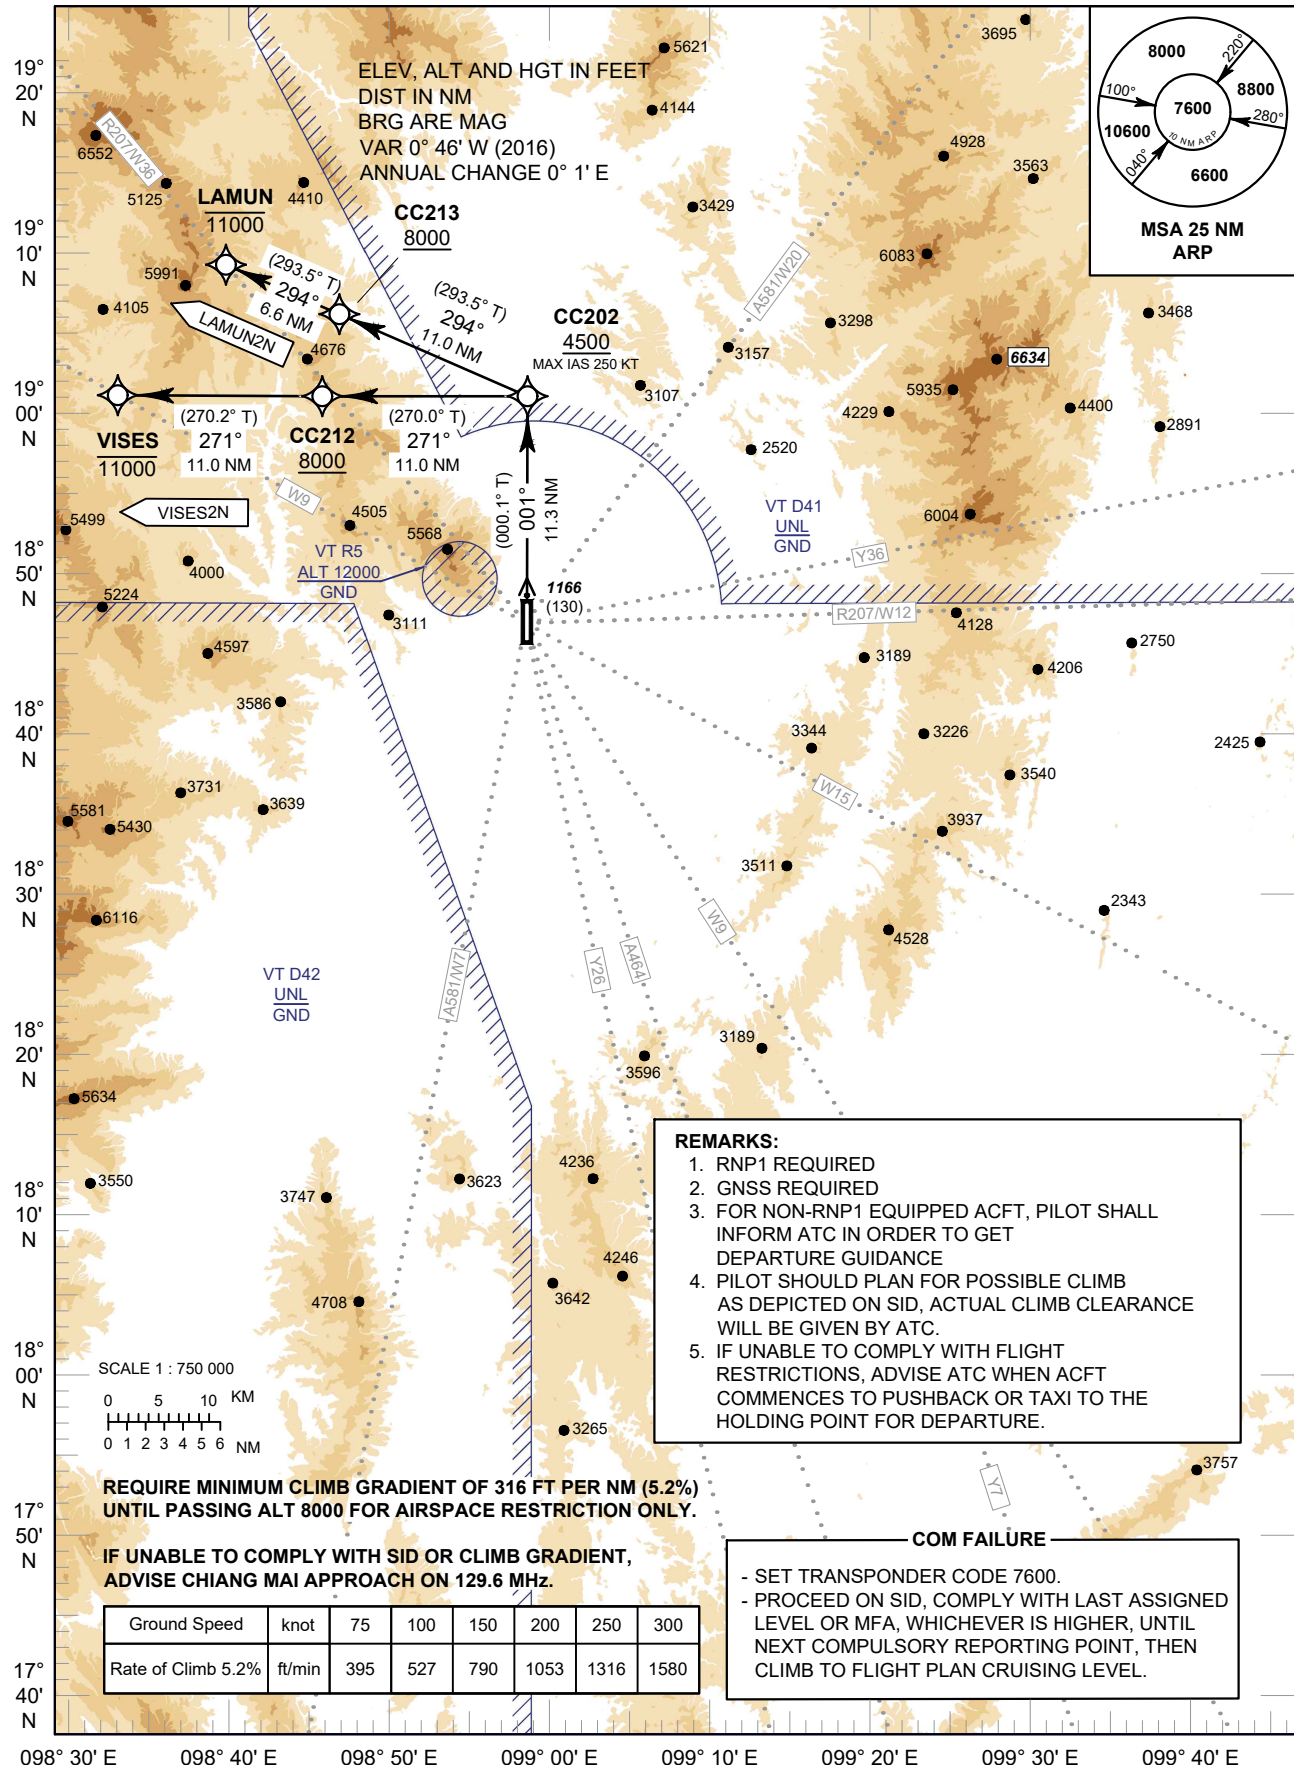 ELEV, ALT AND HGT IN FEET
DIST IN NM
BRG ARE MAG
VAR 0° 46' W (2016)
ANNUAL CHANGE 0° 1' E
8000
8800
7600
10600
6600
100°
220°
280°
040°
10 NM ARP
MSA 25 NM
ARP
19°
20'
N
19°
10'
N
19°
00'
N
18°
50'
N
18°
40'
N
18°
30'
N
18°
20'
N
18°
10'
N
18°
00'
N
17°
50'
N
17°
40'
N
3695
5621
4144
6552
5125
4410
R207/W36
4928
3563
3429
6083
A581/W20
LAMUN
11000
CC213
8000
5991
4105
(293.5° T)
294°
6.6 NM
(293.5° T)
294°
11.0 NM
LAMUN2N
4676
CC202
4500
MAX IAS 250 KT
3298
3157
3107
3468
6634
5935
4229
4400
2891
2520
VISES
11000
(270.2° T)
271°
11.0 NM
CC212
8000
(270.0° T)
271°
11.0 NM
(000.1° T)
001°
11.3 NM
W9
VISES2N
5499
4505
5568
4000
VT R5
ALT 12000
GND
VT D41
UNL
GND
6004
Y36
5224
3111
1166
(130)
R207/W12
4128
2750
4597
3189
4206
3586
3344
3226
2425
3540
W15
3731
3639
5581
5430
3937
3511
2343
6116
4528
W9
A464
Y26
A581/W7
VT D42
UNL
GND
3189
3596
5634
3550
3747
3623
4236
4246
3642
4708
3265
3757
Y7
REMARKS:
1. RNP1 REQUIRED
2. GNSS REQUIRED
3. FOR NON-RNP1 EQUIPPED ACFT, PILOT SHALL
INFORM ATC IN ORDER TO GET
DEPARTURE GUIDANCE
4. PILOT SHOULD PLAN FOR POSSIBLE CLIMB
AS DEPICTED ON SID, ACTUAL CLIMB CLEARANCE
WILL BE GIVEN BY ATC.
5. IF UNABLE TO COMPLY WITH FLIGHT
RESTRICTIONS, ADVISE ATC WHEN ACFT
COMMENCES TO PUSHBACK OR TAXI TO THE
HOLDING POINT FOR DEPARTURE.
SCALE 1 : 750 000
0 5 10 KM
0 1 2 3 4 5 6 NM
REQUIRE MINIMUM CLIMB GRADIENT OF 316 FT PER NM (5.2%)
UNTIL PASSING ALT 8000 FOR AIRSPACE RESTRICTION ONLY.
IF UNABLE TO COMPLY WITH SID OR CLIMB GRADIENT,
ADVISE CHIANG MAI APPROACH ON 129.6 MHz.
Ground Speed knot 75 100 150 200 250 300
Rate of Climb 5.2% ft/min 395 527 790 1053 1316 1580
COM FAILURE
- SET TRANSPONDER CODE 7600.
- PROCEED ON SID, COMPLY WITH LAST ASSIGNED
LEVEL OR MFA, WHICHEVER IS HIGHER, UNTIL
NEXT COMPULSORY REPORTING POINT, THEN
CLIMB TO FLIGHT PLAN CRUISING LEVEL.
098° 30' E 098° 40' E 098° 50' E 099° 00' E 099° 10' E 099° 20' E 099° 30' E 099° 40' E